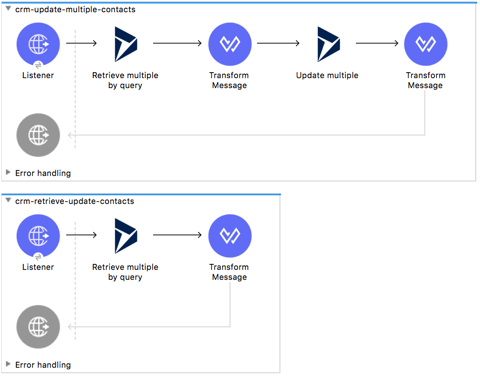 crm-update-multiple-contacts
Listener
Retrieve multiple
by query
Transform
Message
Update multiple
Transform
Message
Error handling
crm-retrieve-update-contacts
Listener
Retrieve multiple
by query
Transform
Message
Error handling